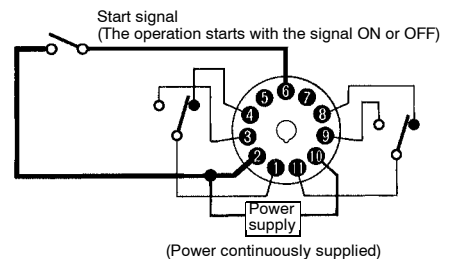 Start signal
(The operation starts with the signal ON or OFF)
6
5 7
4 8
3 9
2 10
1 11
Power
supply
(Power continuously supplied)